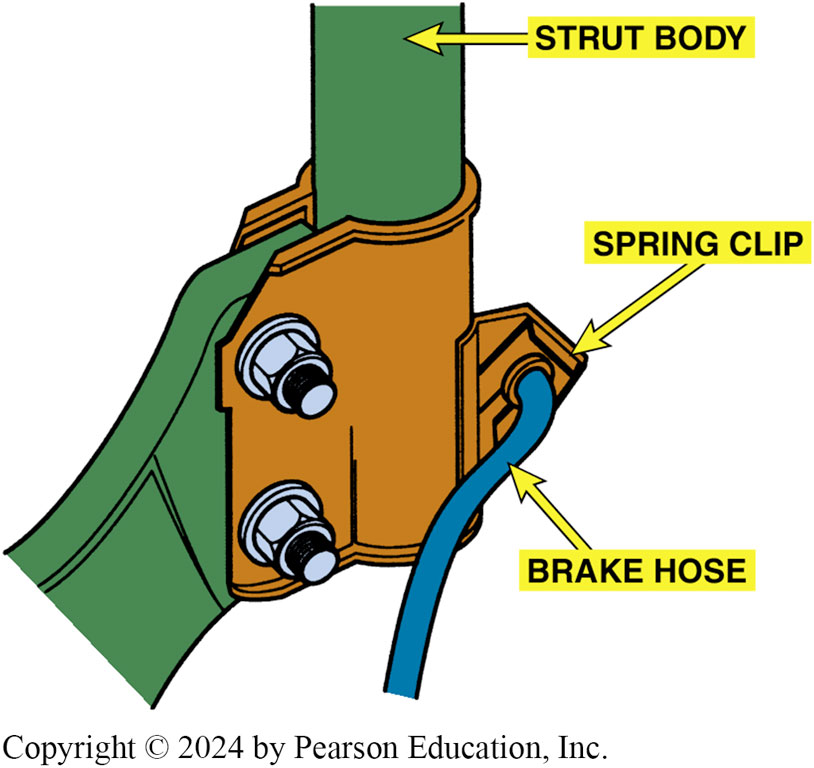 STRUT BODY
SPRING CLIP
BRAKE HOSE
Copyright © 2024 by Pearson Education, Inc.